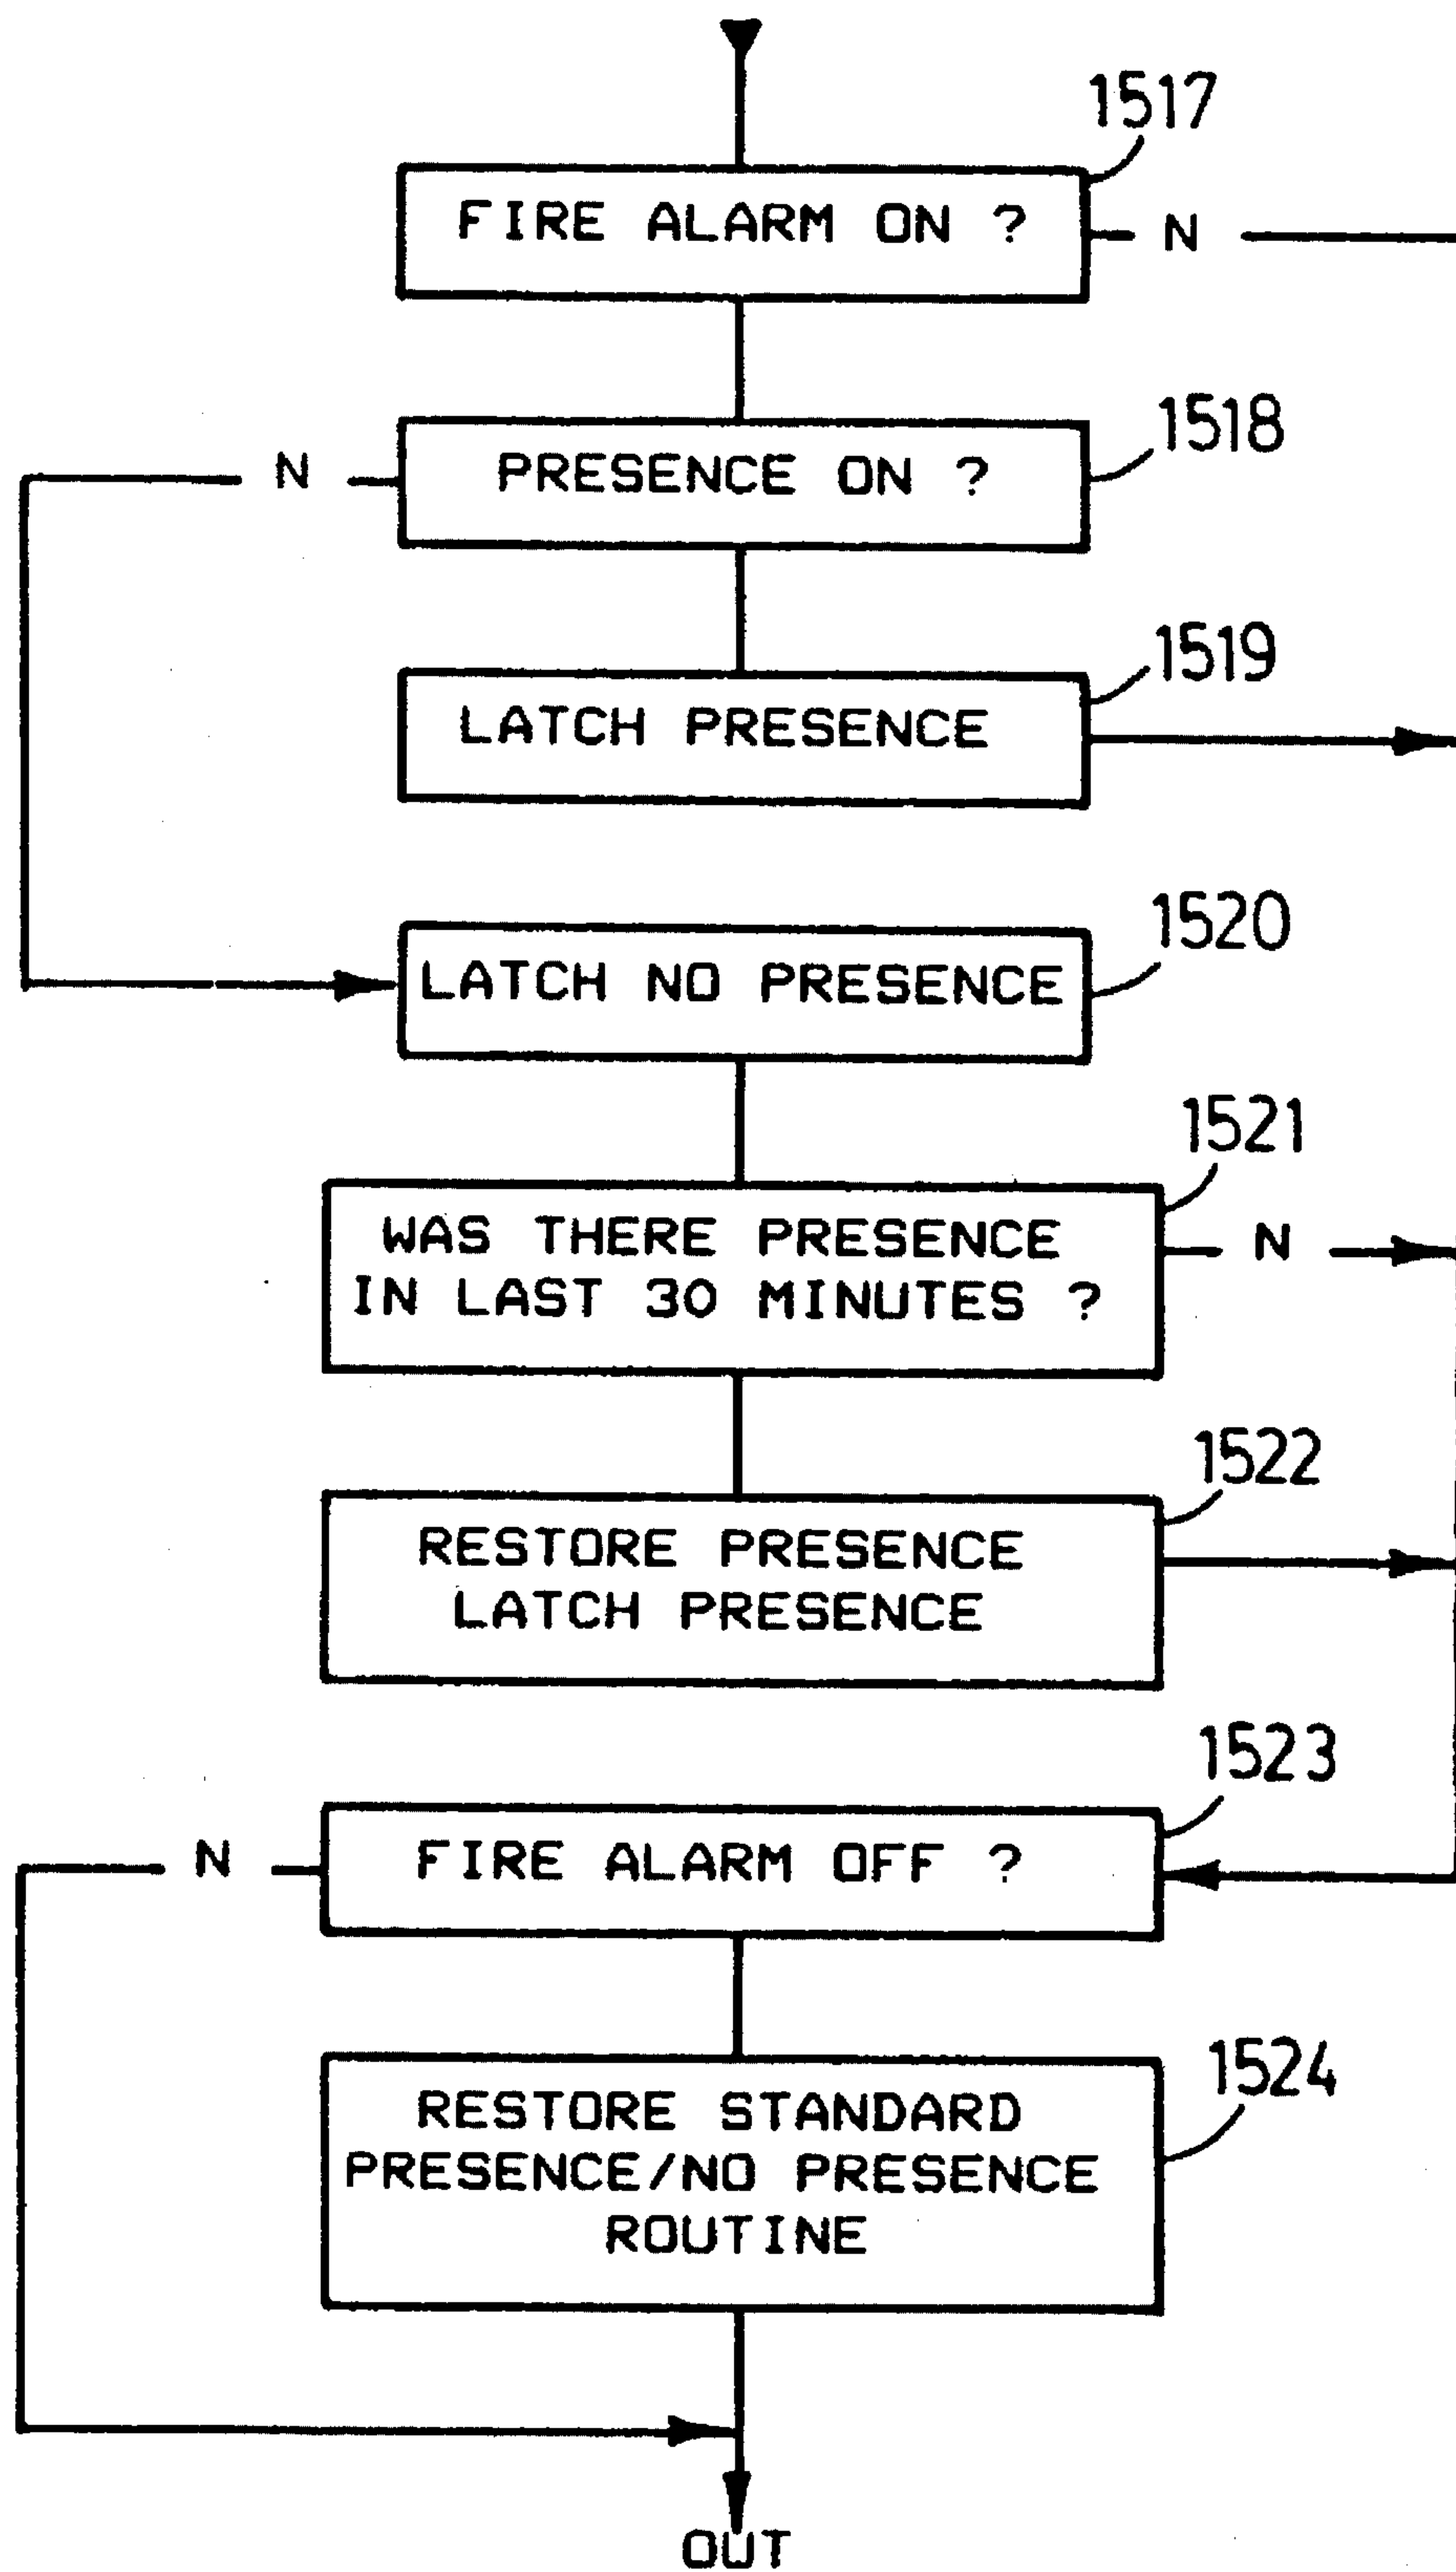 1517
FIRE ALARM ON ?
N
1518
N
PRESENCE ON ?
1519
LATCH PRESENCE
1520
LATCH NO PRESENCE
1521
WAS THERE PRESENCE
IN LAST 30 MINUTES ?
N
1522
RESTORE PRESENCE
LATCH PRESENCE
1523
N
FIRE ALARM OFF ?
1524
RESTORE STANDARD
PRESENCE/NO PRESENCE
ROUTINE
OUT